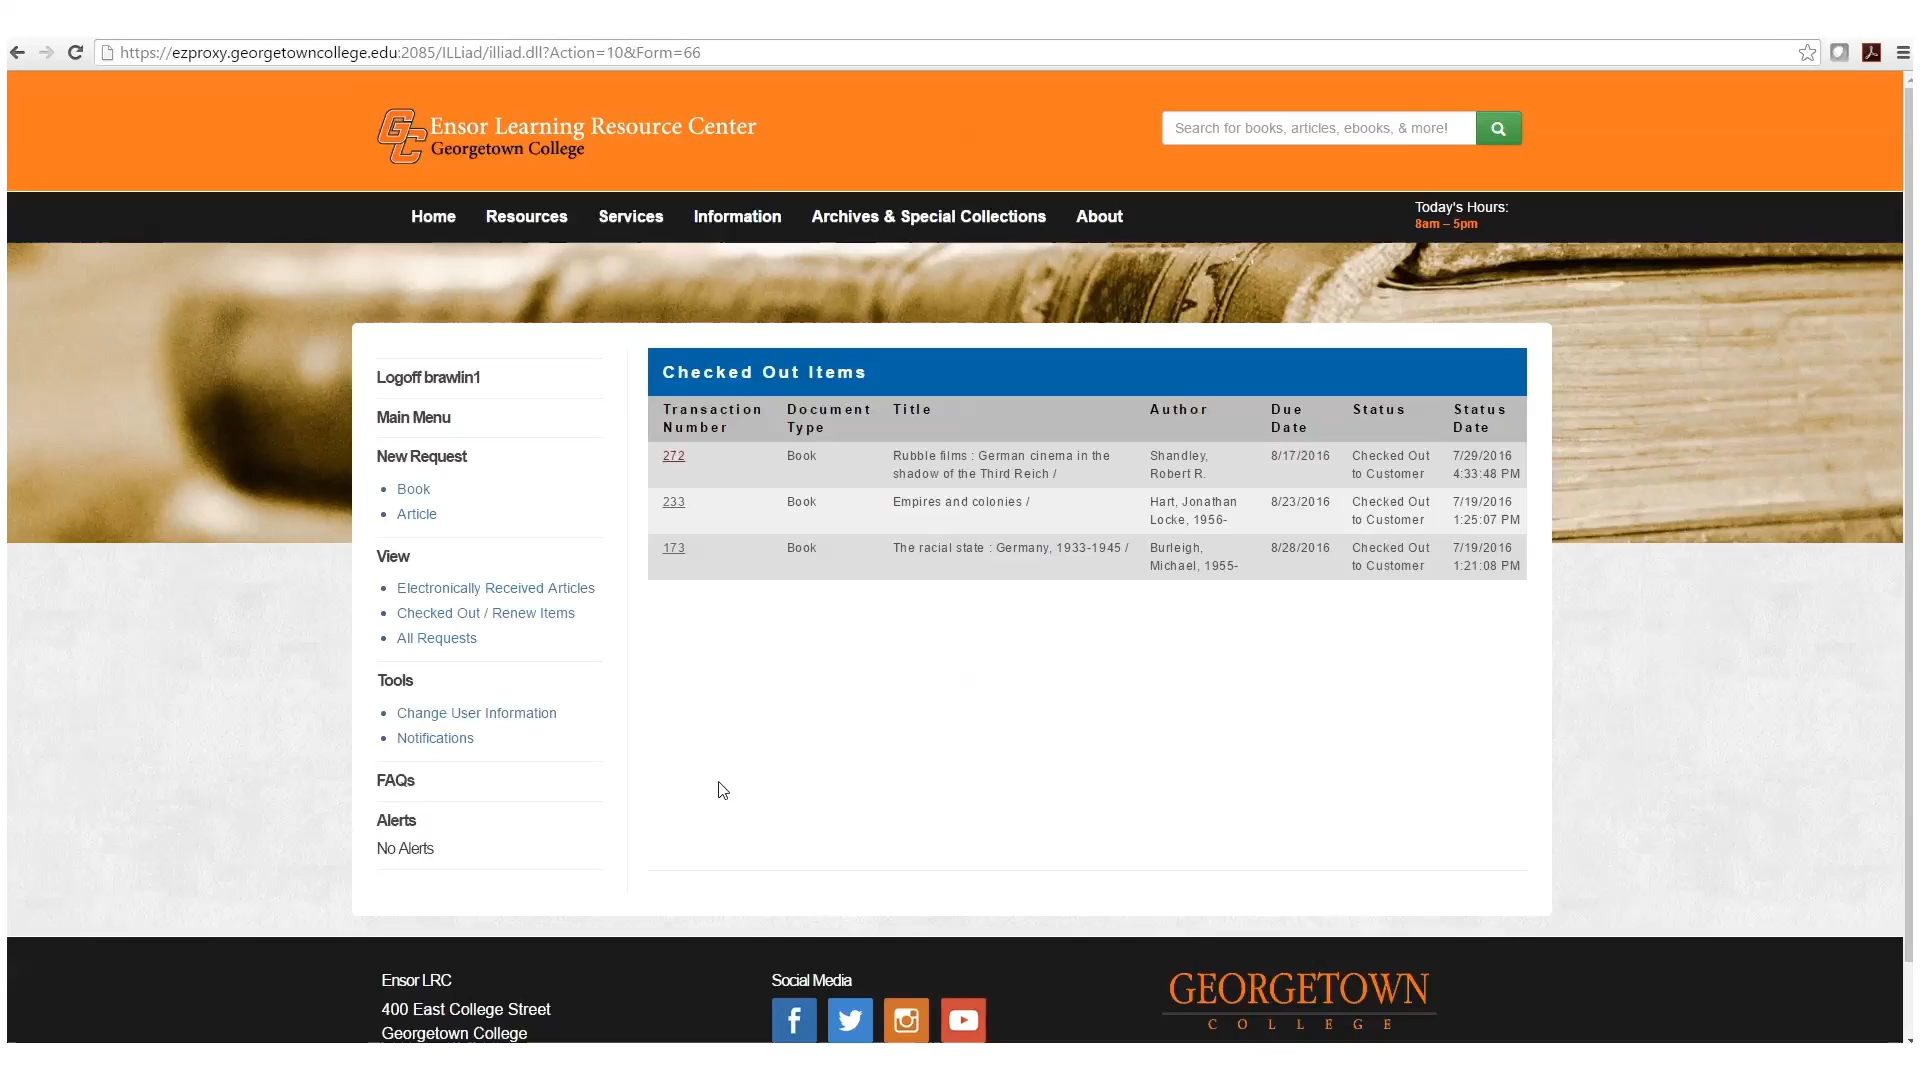 https://ezproxy.georgetowncollege.edu:2085/ILLiad/illiad.dll?Action=10&Form=66
GC Ensor Learning Resource Center
Georgetown College
Search for books, articles, ebooks, & more!
Home Resources Services Information Archives & Special Collections About
Today's Hours:
8am – 5pm
Logoff brawlin1
Main Menu
New Request
Book
Article
View
Electronically Received Articles
Checked Out / Renew Items
All Requests
Tools
Change User Information
Notifications
FAQs
Alerts
No Alerts
Checked Out Items
Transaction Document Title Author Due Status Status
Number Type Date Date
272 Book Rubble films : German cinema in the Shandley, 8/17/2016 Checked Out 7/29/2016
shadow of the Third Reich / Robert R. to Customer 4:33:48 PM
233 Book Empires and colonies / Hart, Jonathan 8/23/2016 Checked Out 7/19/2016
Locke, 1956- to Customer 1:25:07 PM
173 Book The racial state : Germany, 1933-1945 / Burleigh, 8/28/2016 Checked Out 7/19/2016
Michael, 1955- to Customer 1:21:08 PM
Ensor LRC
400 East College Street
Georgetown College
Social Media
GEORGETOWN
COLLEGE